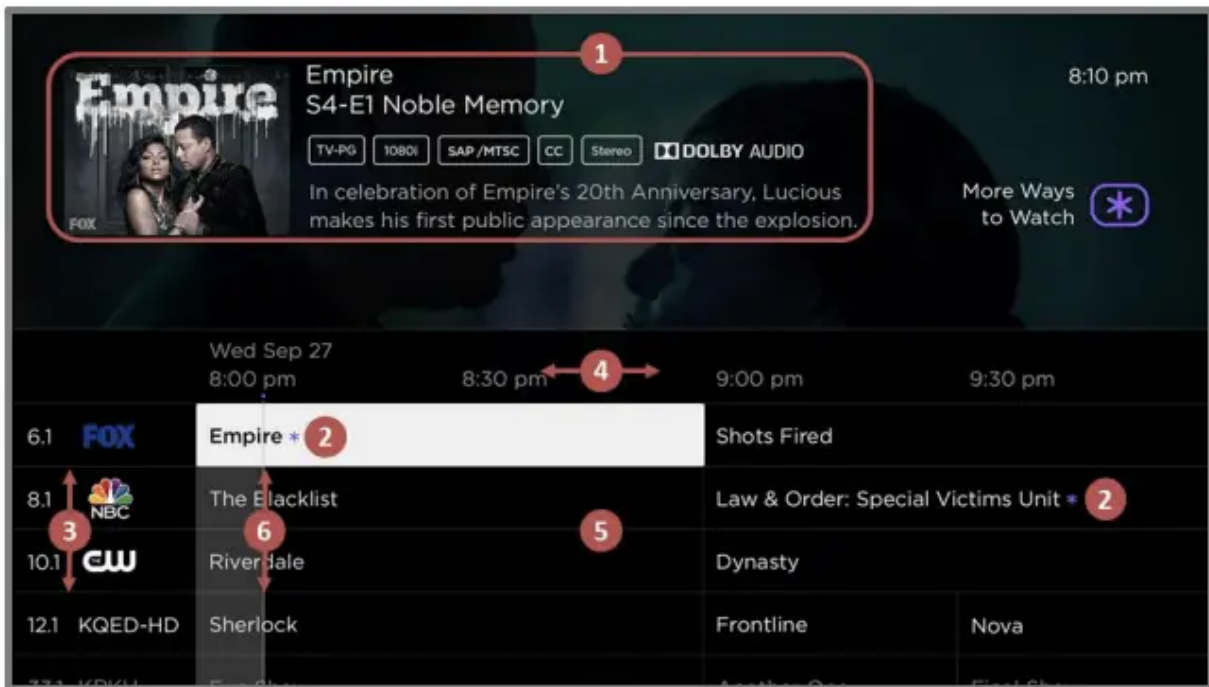 1
Empire
Empire
S4-E1 Noble Memory
8:10 pm
TV-PG 1080i SAP/MTSC CC Stereo DOLBY AUDIO
In celebration of Empire's 20th Anniversary, Lucious
makes his first public appearance since the explosion.
FOX
More Ways
to Watch *
Wed Sep 27
8:00 pm 8:30 pm 4 9:00 pm 9:30 pm
6.1 FOX Empire * 2 Shots Fired
8.1 NBC The Blacklist Law & Order: Special Victims Unit * 2
3 6 5
10.1 CW Riverdale Dynasty
12.1 KQED-HD Sherlock Frontline Nova